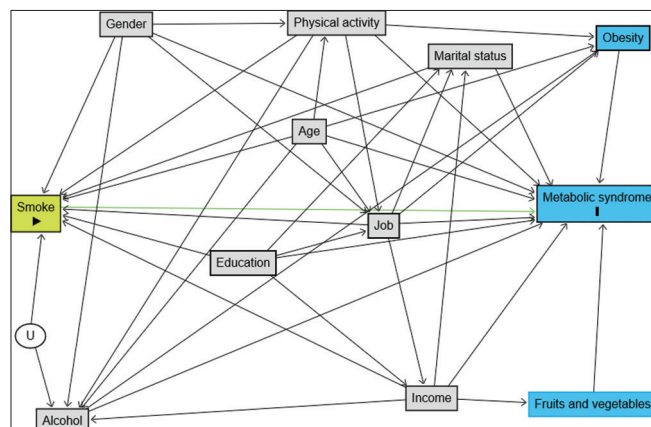 Gender
Physical activity
Obesity
Marital status
Age
Smoke
Metabolic syndrome
Job
Education
U
Income
Fruits and vegetables
Alcohol